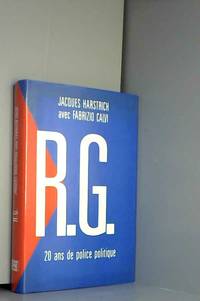 JACQUES HARSTRICH
avec FABRIZIO CALVI
R.G.
20 ans de police politique
R.G.